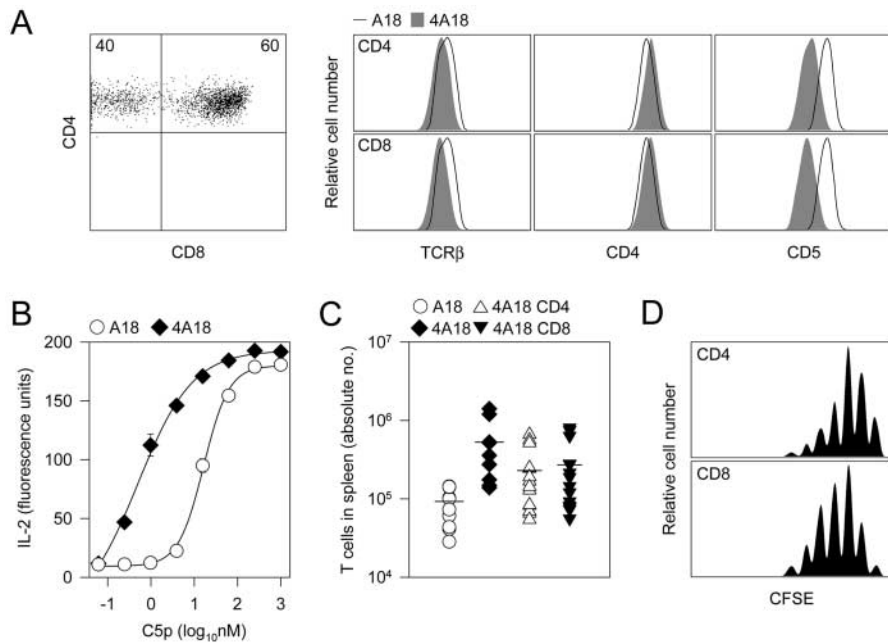 A
40 60
CD4
CD8
A18 4A18
Relative cell number
CD4
CD8
TCRβ CD4 CD5
B
A18 4A18
IL-2 (fluorescence units)
200
150
100
50
0
-1 0 1 2 3
C5p (log10nM)
C
A18 4A18 CD4
4A18 4A18 CD8
T cells in spleen (absolute no.)
10^7
10^6
10^5
10^4
D
Relative cell number
CD4
CD8
CFSE